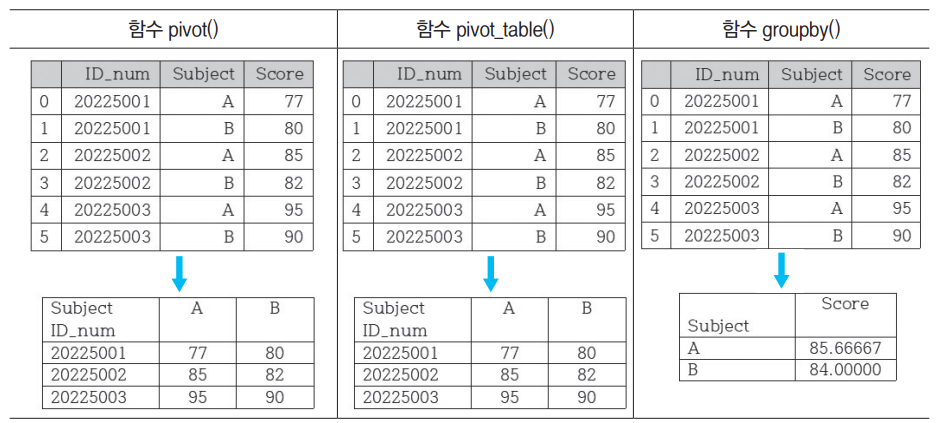 함수 pivot() 함수 pivot_table() 함수 groupby()
ID_num Subject Score ID_num Subject Score ID_num Subject Score
0 20225001 A 77 0 20225001 A 77 0 20225001 A 77
1 20225001 B 80 1 20225001 B 80 1 20225001 B 80
2 20225002 A 85 2 20225002 A 85 2 20225002 A 85
3 20225002 B 82 3 20225002 B 82 3 20225002 B 82
4 20225003 A 95 4 20225003 A 95 4 20225003 A 95
5 20225003 B 90 5 20225003 B 90 5 20225003 B 90
Subject A B Subject A B Score
ID_num ID_num Subject
20225001 77 80 20225001 77 80 A 85.66667
20225002 85 82 20225002 85 82 B 84.00000
20225003 95 90 20225003 95 90